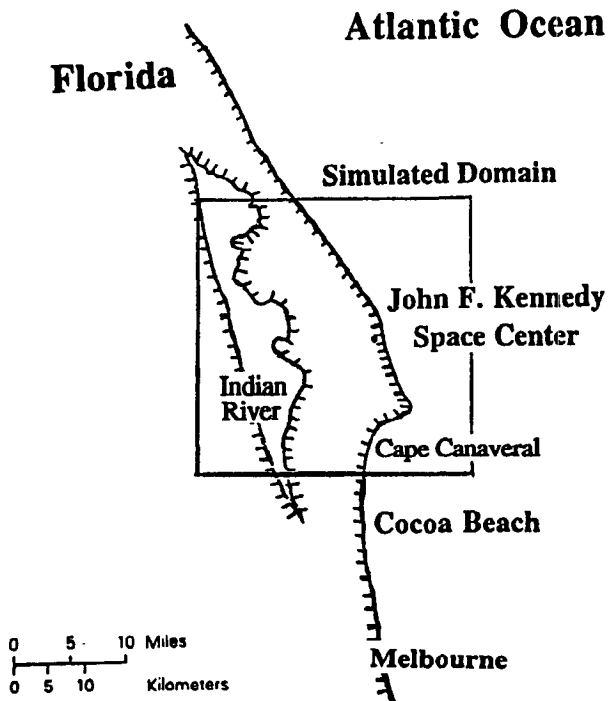 Atlantic Ocean
Florida
Simulated Domain
John F. Kennedy
Space Center
Indian
River
Cape Canaveral
Cocoa Beach
0 5 10 Miles
0 5 10 Kilometers
Melbourne